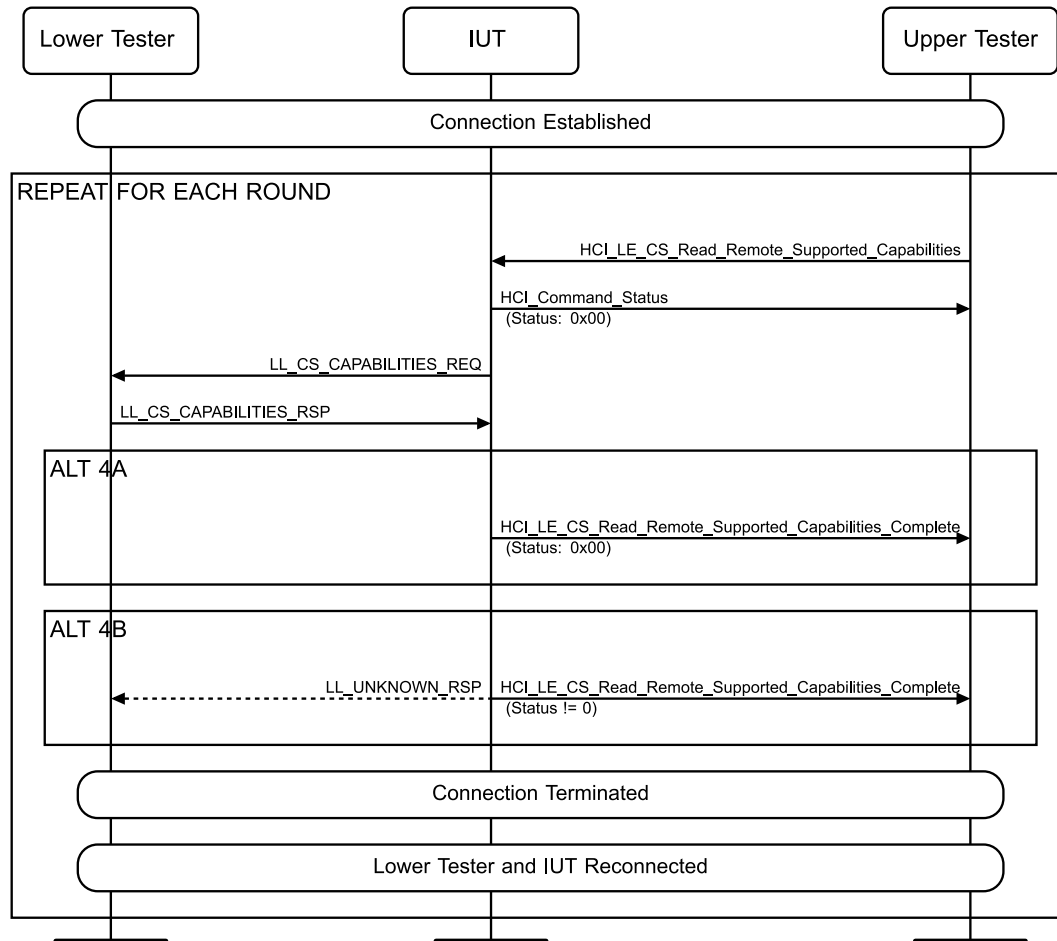 Lower Tester
IUT
Upper Tester
Connection Established
REPEAT FOR EACH ROUND
HCI_LE_CS_Read_Remote_Supported_Capabilities
HCI_Command_Status
(Status: 0x00)
LL_CS_CAPABILITIES_REQ
LL_CS_CAPABILITIES_RSP
ALT 4A
HCI_LE_CS_Read_Remote_Supported_Capabilities_Complete
(Status: 0x00)
ALT 4B
LL_UNKNOWN_RSP
HCI_LE_CS_Read_Remote_Supported_Capabilities_Complete
(Status != 0)
Connection Terminated
Lower Tester and IUT Reconnected